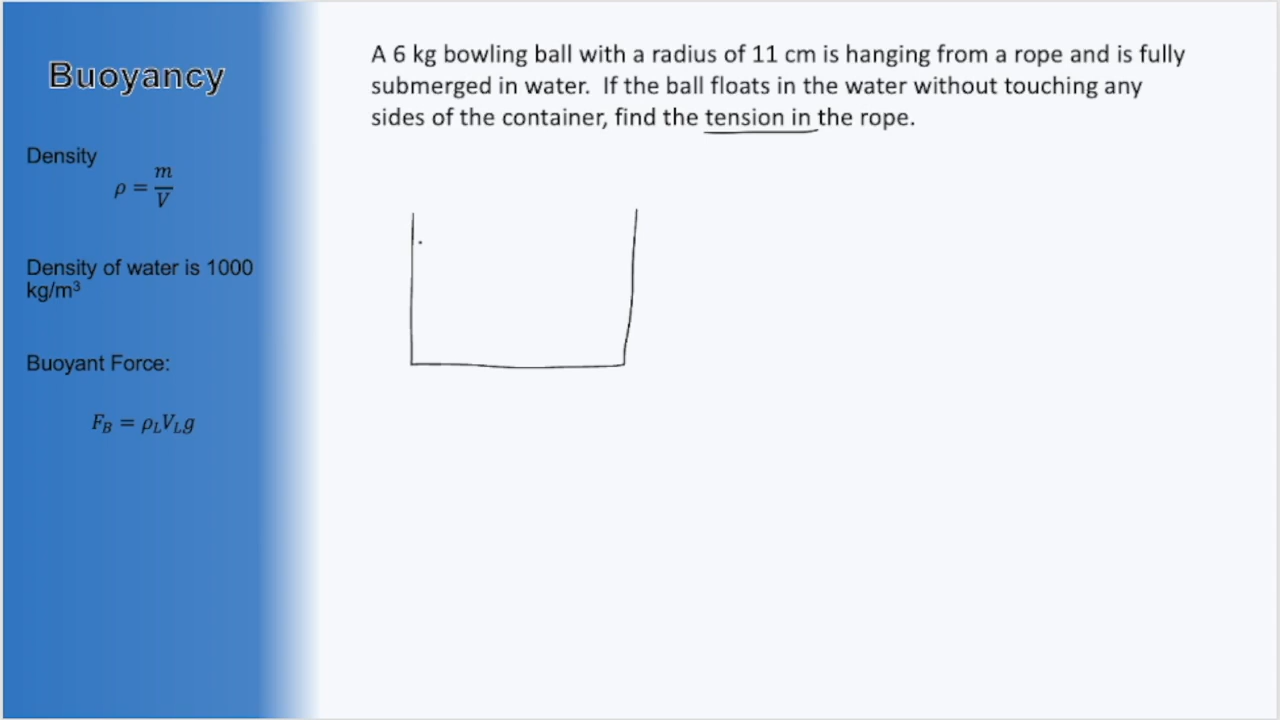 Buoyancy
Density
ρ = m/V
Density of water is 1000
kg/m³
Buoyant Force:
F_B = ρ_L V_L g
A 6 kg bowling ball with a radius of 11 cm is hanging from a rope and is fully
submerged in water.  If the ball floats in the water without touching any
sides of the container, find the tension in the rope.